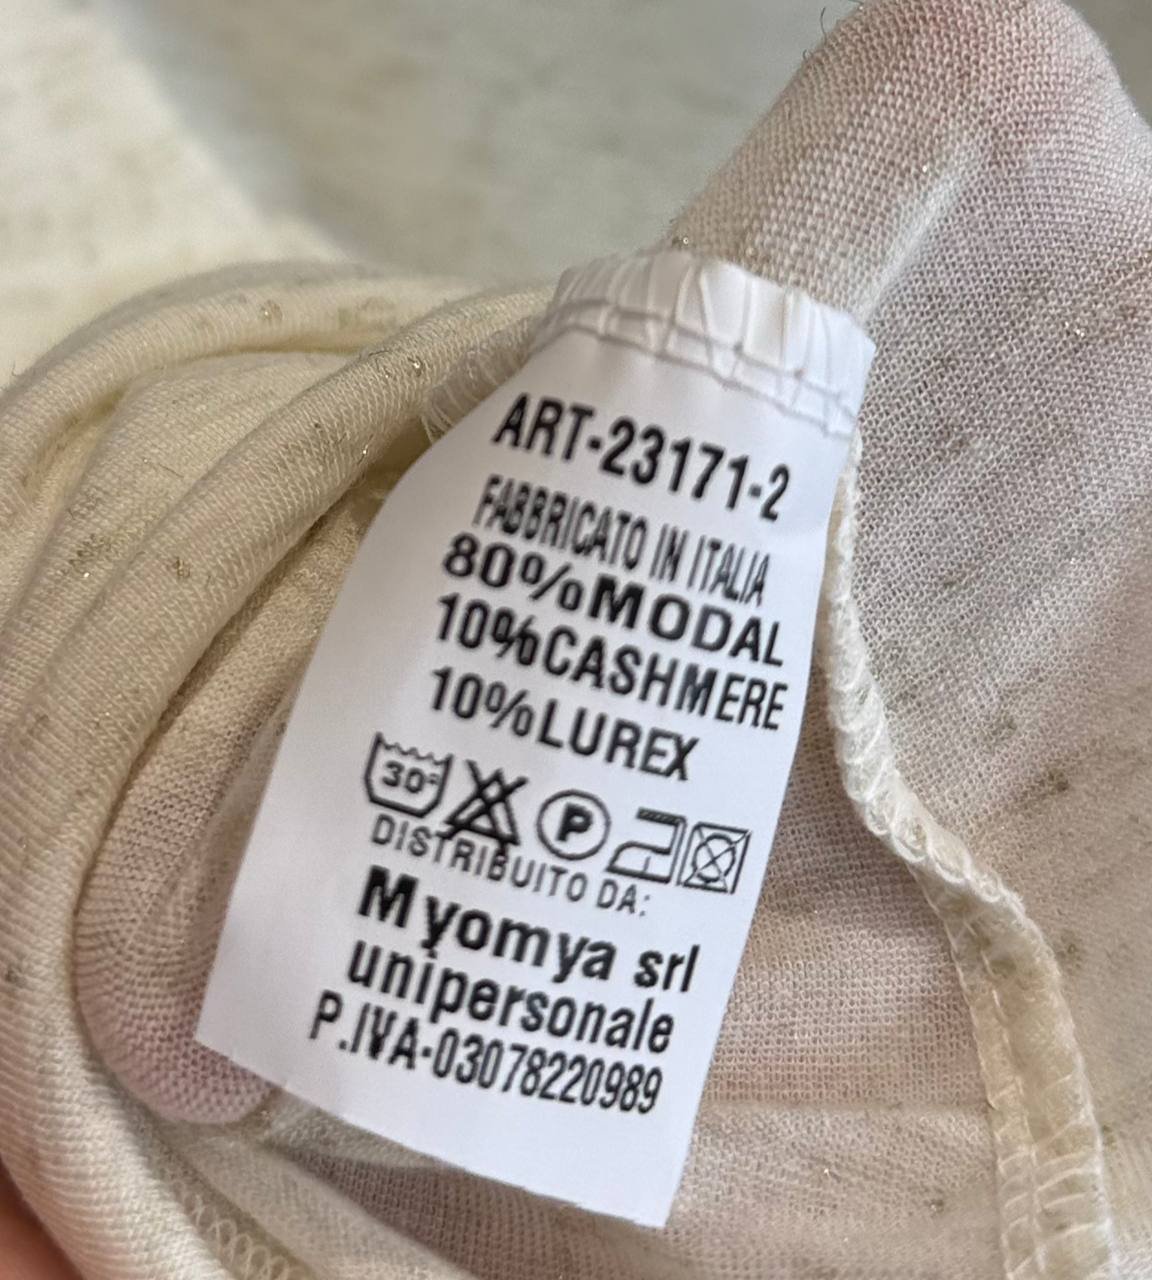 ART-23171-2
FABBRICATO IN ITALIA
80%MODAL
10%CASHMERE
10%LUREX
30°
P
DISTRIBUITO DA:
Myomya srl
unipersonale
P.IVA-03078220989